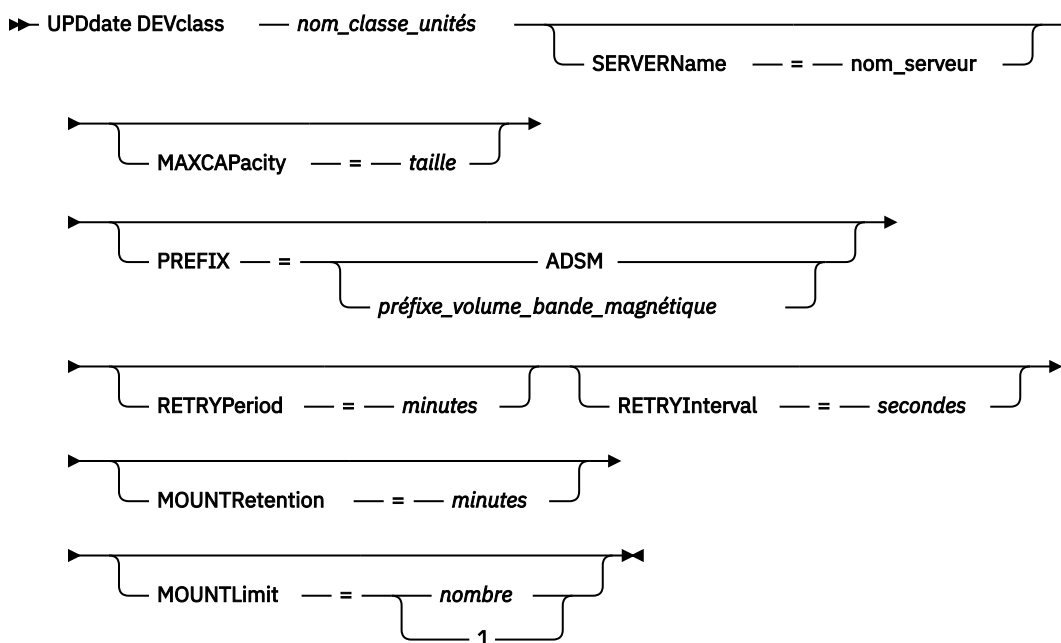 UPDdate DEVclass nom_classe_unités
SERVERName = nom_serveur
MAXCAPacity = taille
PREFIX = ADSM
préfixe_volume_bande_magnétique
RETRYPeriod = minutes RETRYInterval = secondes
MOUNTRetention = minutes
MOUNTLimit = nombre
1